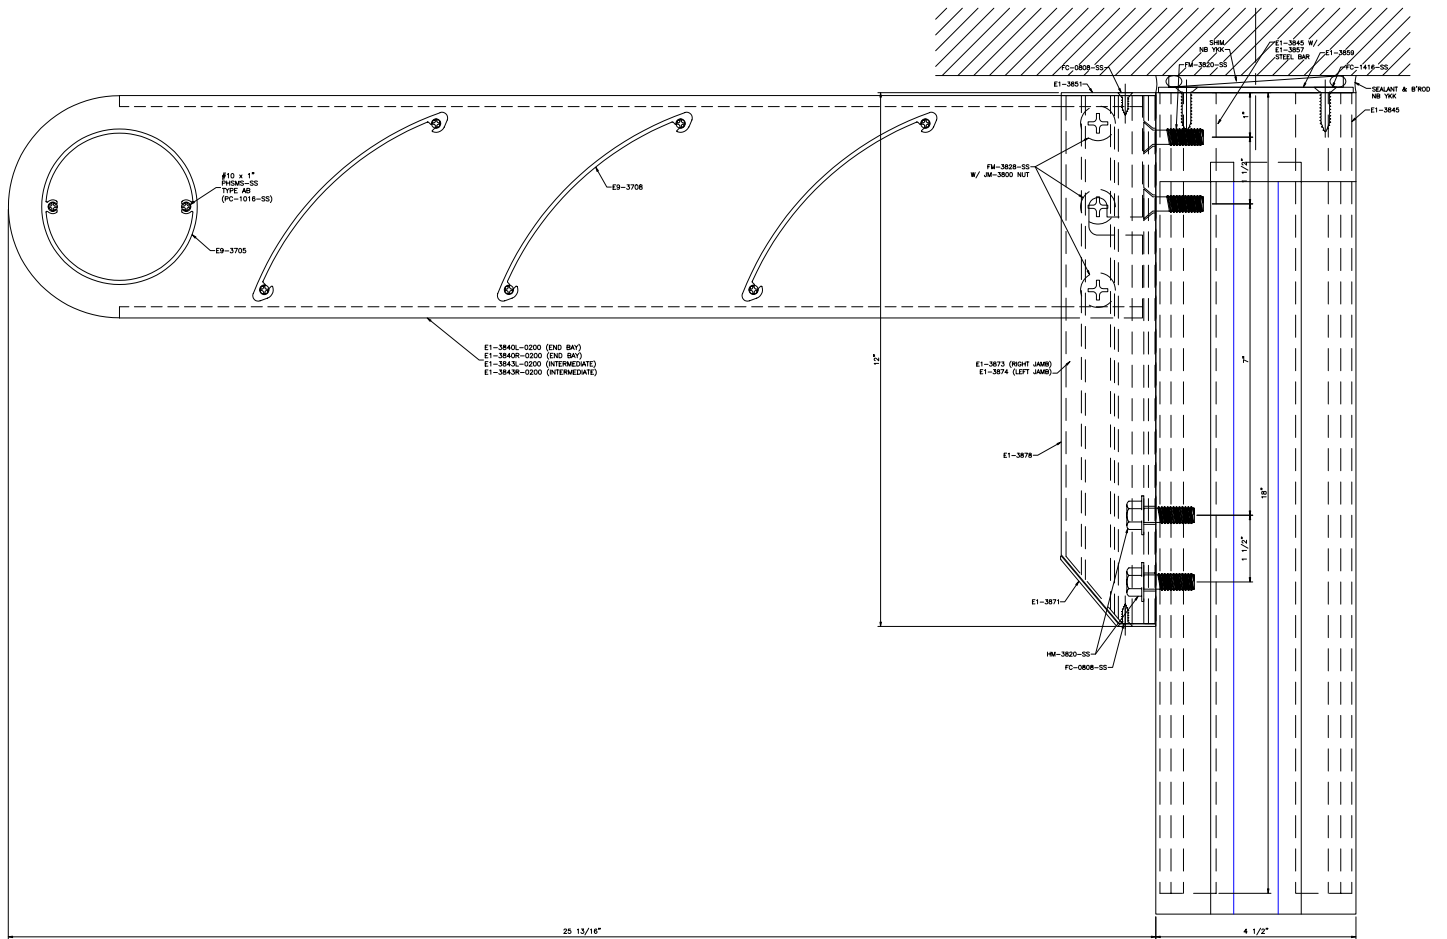 SHIM
NB YKK
E1-3845 W/
E1-3857
STEEL BAR
E1-3859
FM-3820-SS
FC-1416-SS
FC-0808-SS
E1-3851
SEALANT & B'ROD
NB YKK
E1-3845
1"
1 1/2"
FM-3828-SS
W/ JM-3800 NUT
#10 x 1"
PHSMS-SS
TYPE AB
(PC-1016-SS)
E9-3708
E9-3705
E1-3840L-0200 (END BAY)
E1-3840R-0200 (END BAY)
E1-3843L-0200 (INTERMEDIATE)
E1-3843R-0200 (INTERMEDIATE)
12"
E1-3873 (RIGHT JAMB)
E1-3874 (LEFT JAMB)
7"
E1-3878
18"
1 1/2"
E1-3871
HM-3820-SS
FC-0808-SS
25 13/16"
4 1/2"